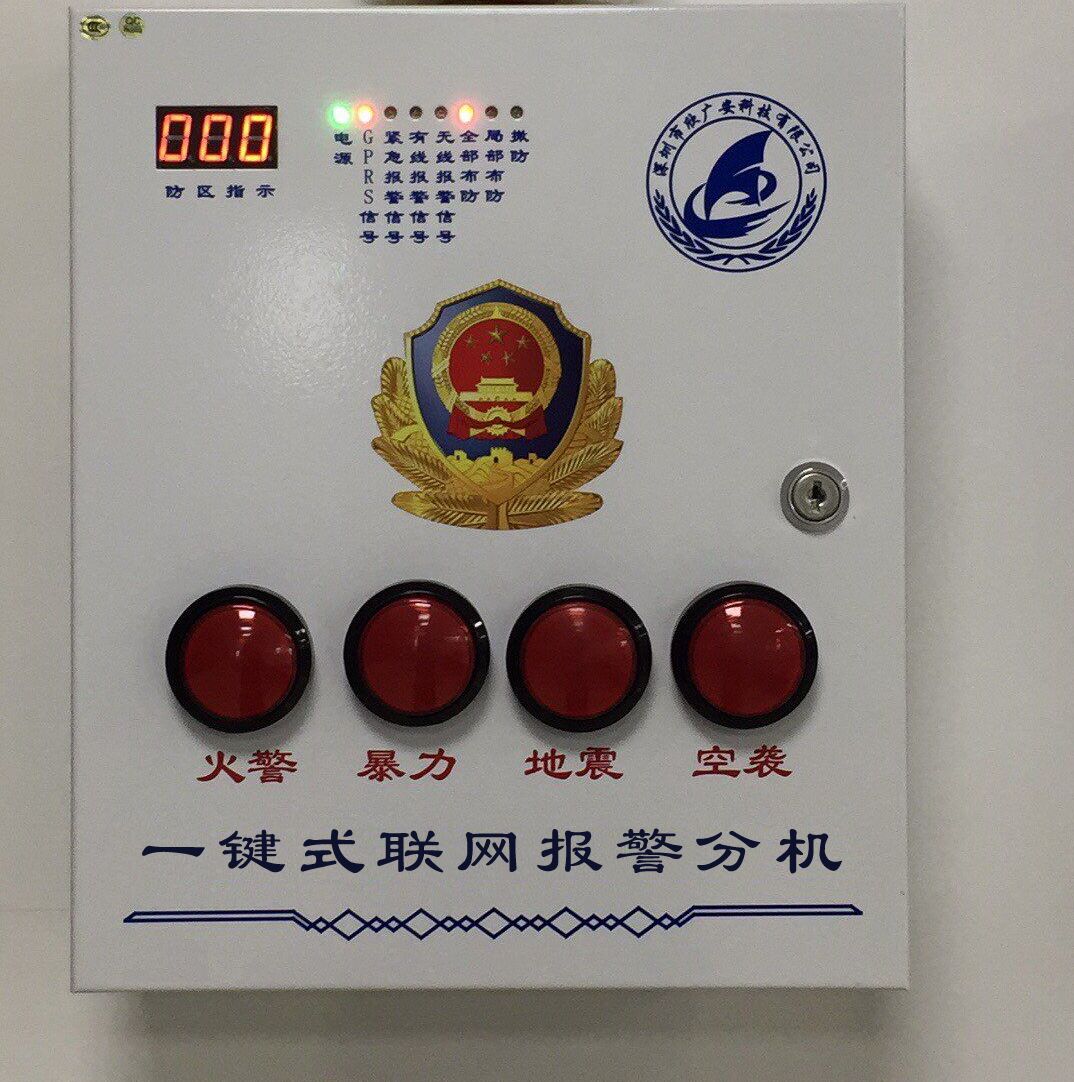 000
防区指示
电源
GPRS信号
紧急报警信号
有线报警信号
无线报警信号
全部布防
局部布防
撤防
深圳市欣广安科技有限公司
火警
暴力
地震
空袭
一键式联网报警分机